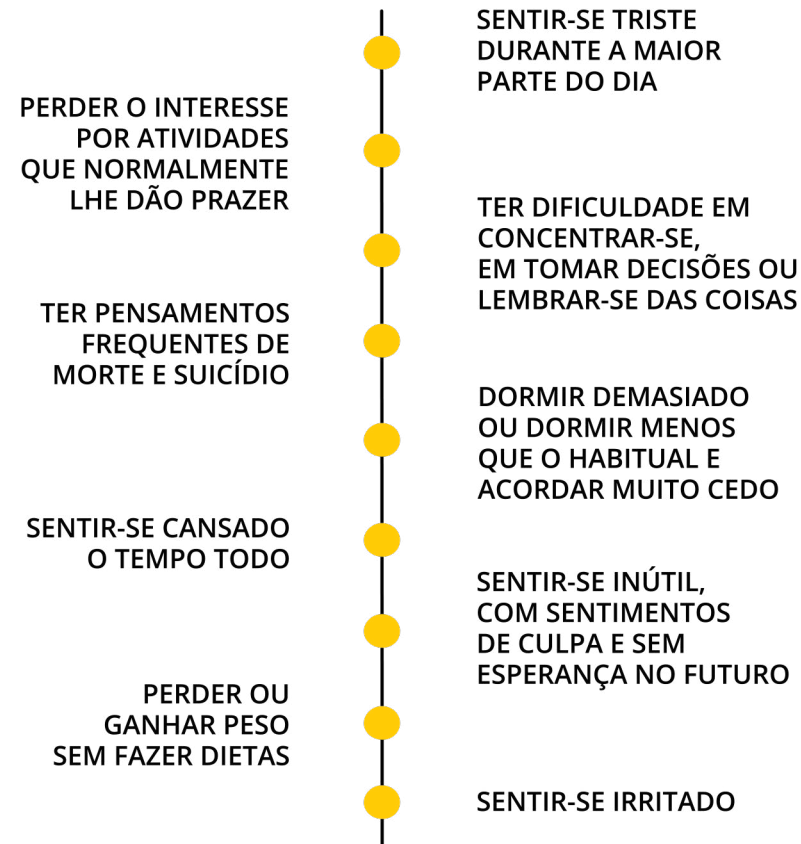 SENTIR-SE TRISTE
DURANTE A MAIOR
PARTE DO DIA
PERDER O INTERESSE
POR ATIVIDADES
QUE NORMALMENTE
LHE DÃO PRAZER
TER DIFICULDADE EM
CONCENTRAR-SE,
EM TOMAR DECISÕES OU
LEMBRAR-SE DAS COISAS
TER PENSAMENTOS
FREQUENTES DE
MORTE E SUICÍDIO
DORMIR DEMASIADO
OU DORMIR MENOS
QUE O HABITUAL E
ACORDAR MUITO CEDO
SENTIR-SE CANSADO
O TEMPO TODO
SENTIR-SE INÚTIL,
COM SENTIMENTOS
DE CULPA E SEM
ESPERANÇA NO FUTURO
PERDER OU
GANHAR PESO
SEM FAZER DIETAS
SENTIR-SE IRRITADO